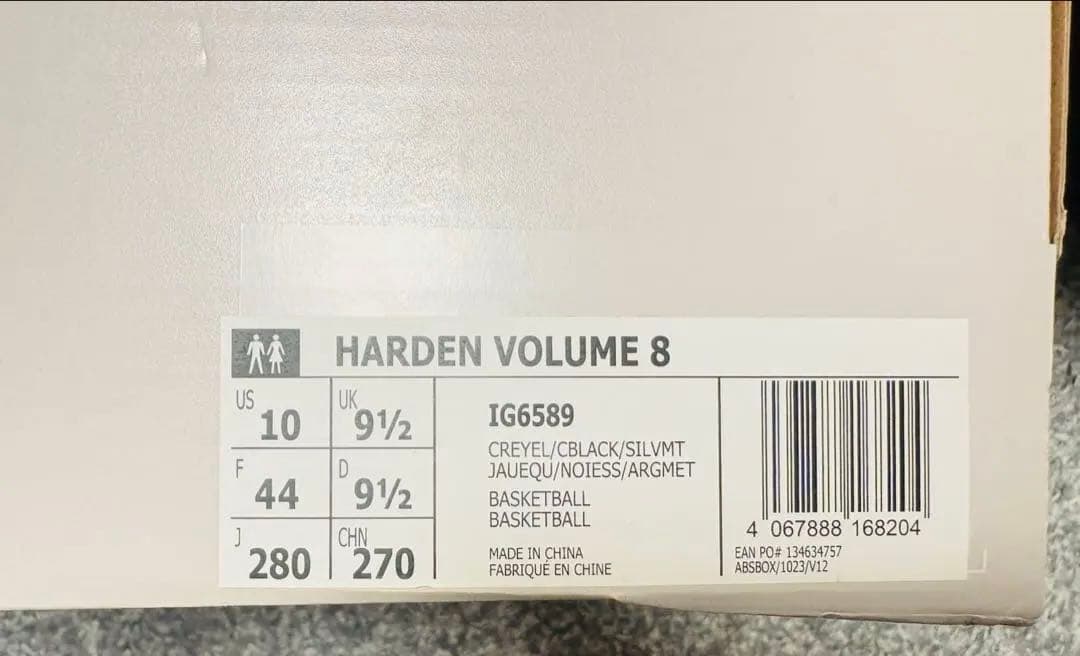 HARDEN VOLUME 8
US 10 UK 9½
F 44 D 9½
J 280 CHN 270
IG6589
CREYEL/CBLACK/SILVMT
JAUEQU/NOIESS/ARGMET
BASKETBALL
BASKETBALL
MADE IN CHINA
FABRIQUÉ EN CHINE
4 067888 168204
EAN PO# 134634757
ABSBOX/1023/V12